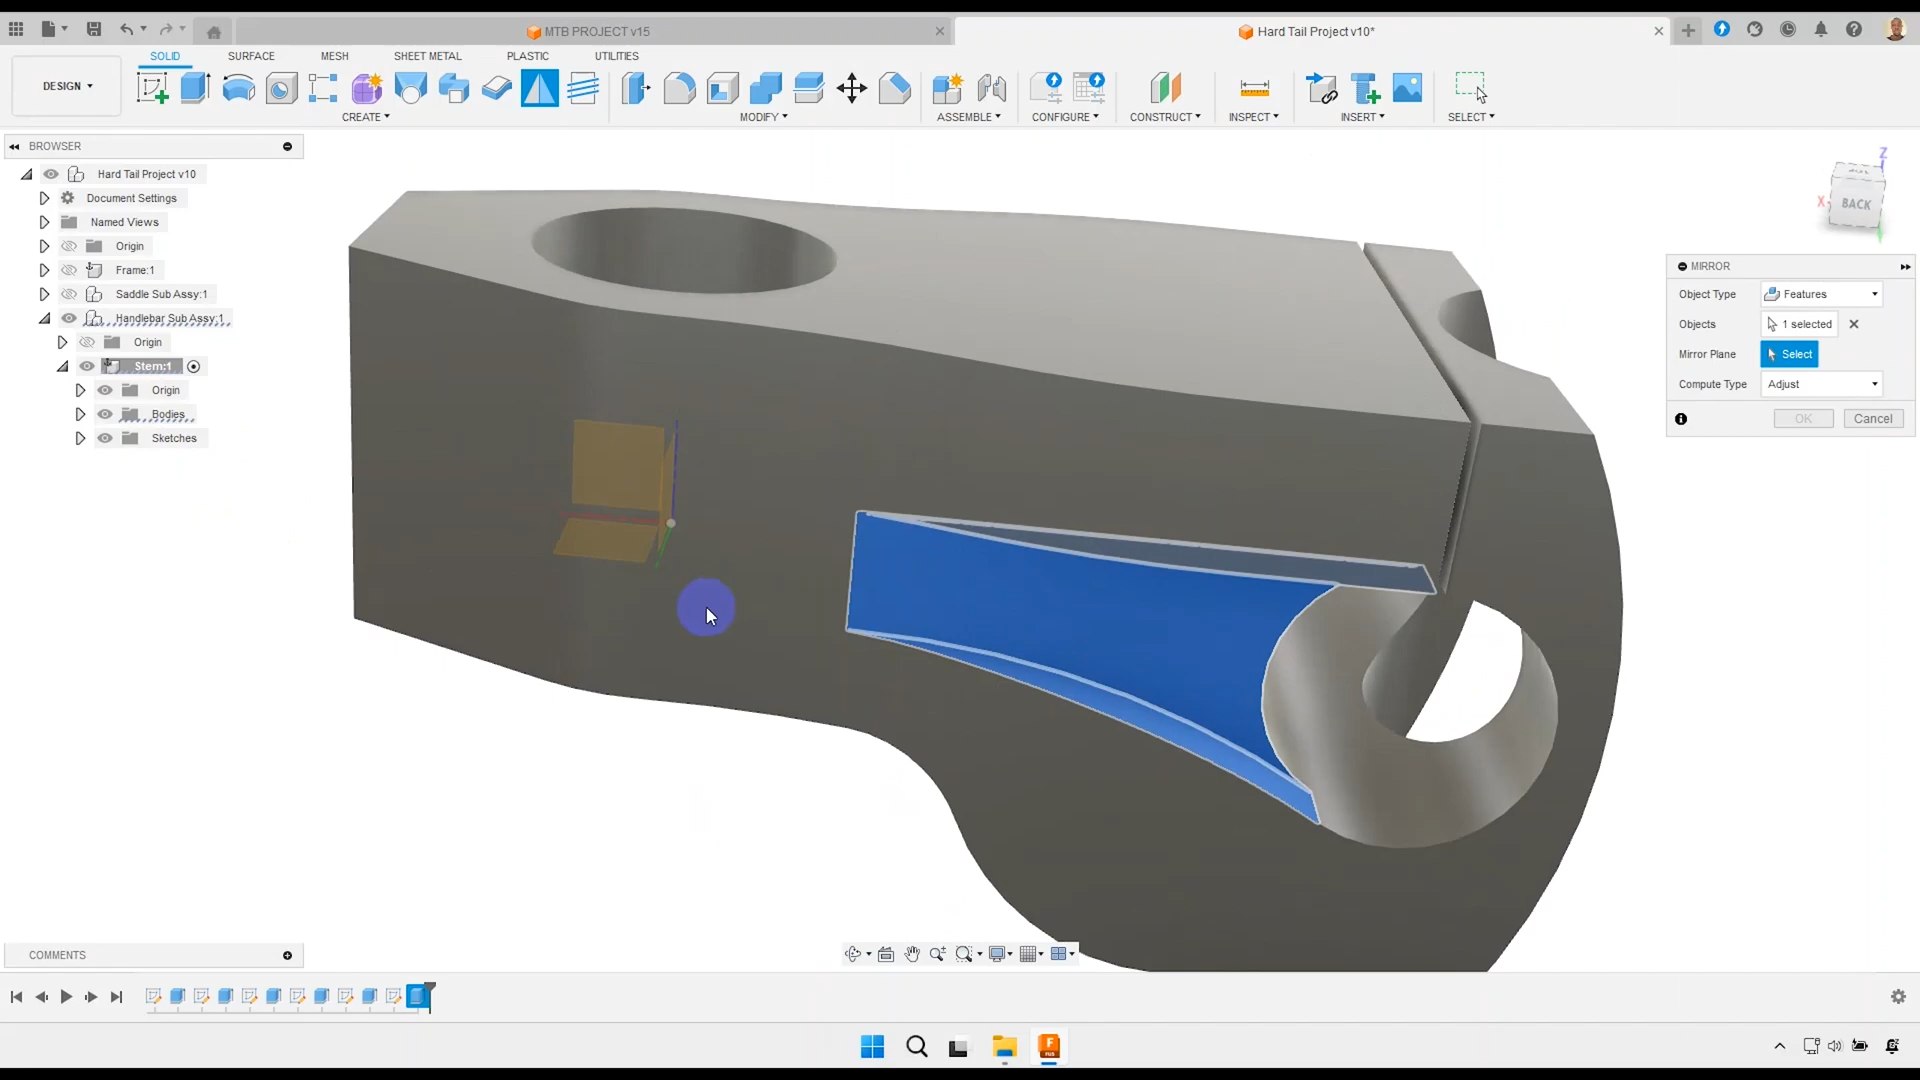 MTB PROJECT v15
Hard Tail Project v10*
DESIGN
SOLID
SURFACE
MESH
SHEET METAL
PLASTIC
UTILITIES
CREATE
MODIFY
ASSEMBLE
CONFIGURE
CONSTRUCT
INSPECT
INSERT
SELECT
BROWSER
Hard Tail Project v10
Document Settings
Named Views
Origin
Frame:1
Saddle Sub Assy:1
Handlebar Sub Assy:1
Origin
Stem:1
Origin
Bodies
Sketches
Z
TOP
X
BACK
MIRROR
Object Type Features
Objects 1 selected
Mirror Plane Select
Compute Type Adjust
OK Cancel
COMMENTS